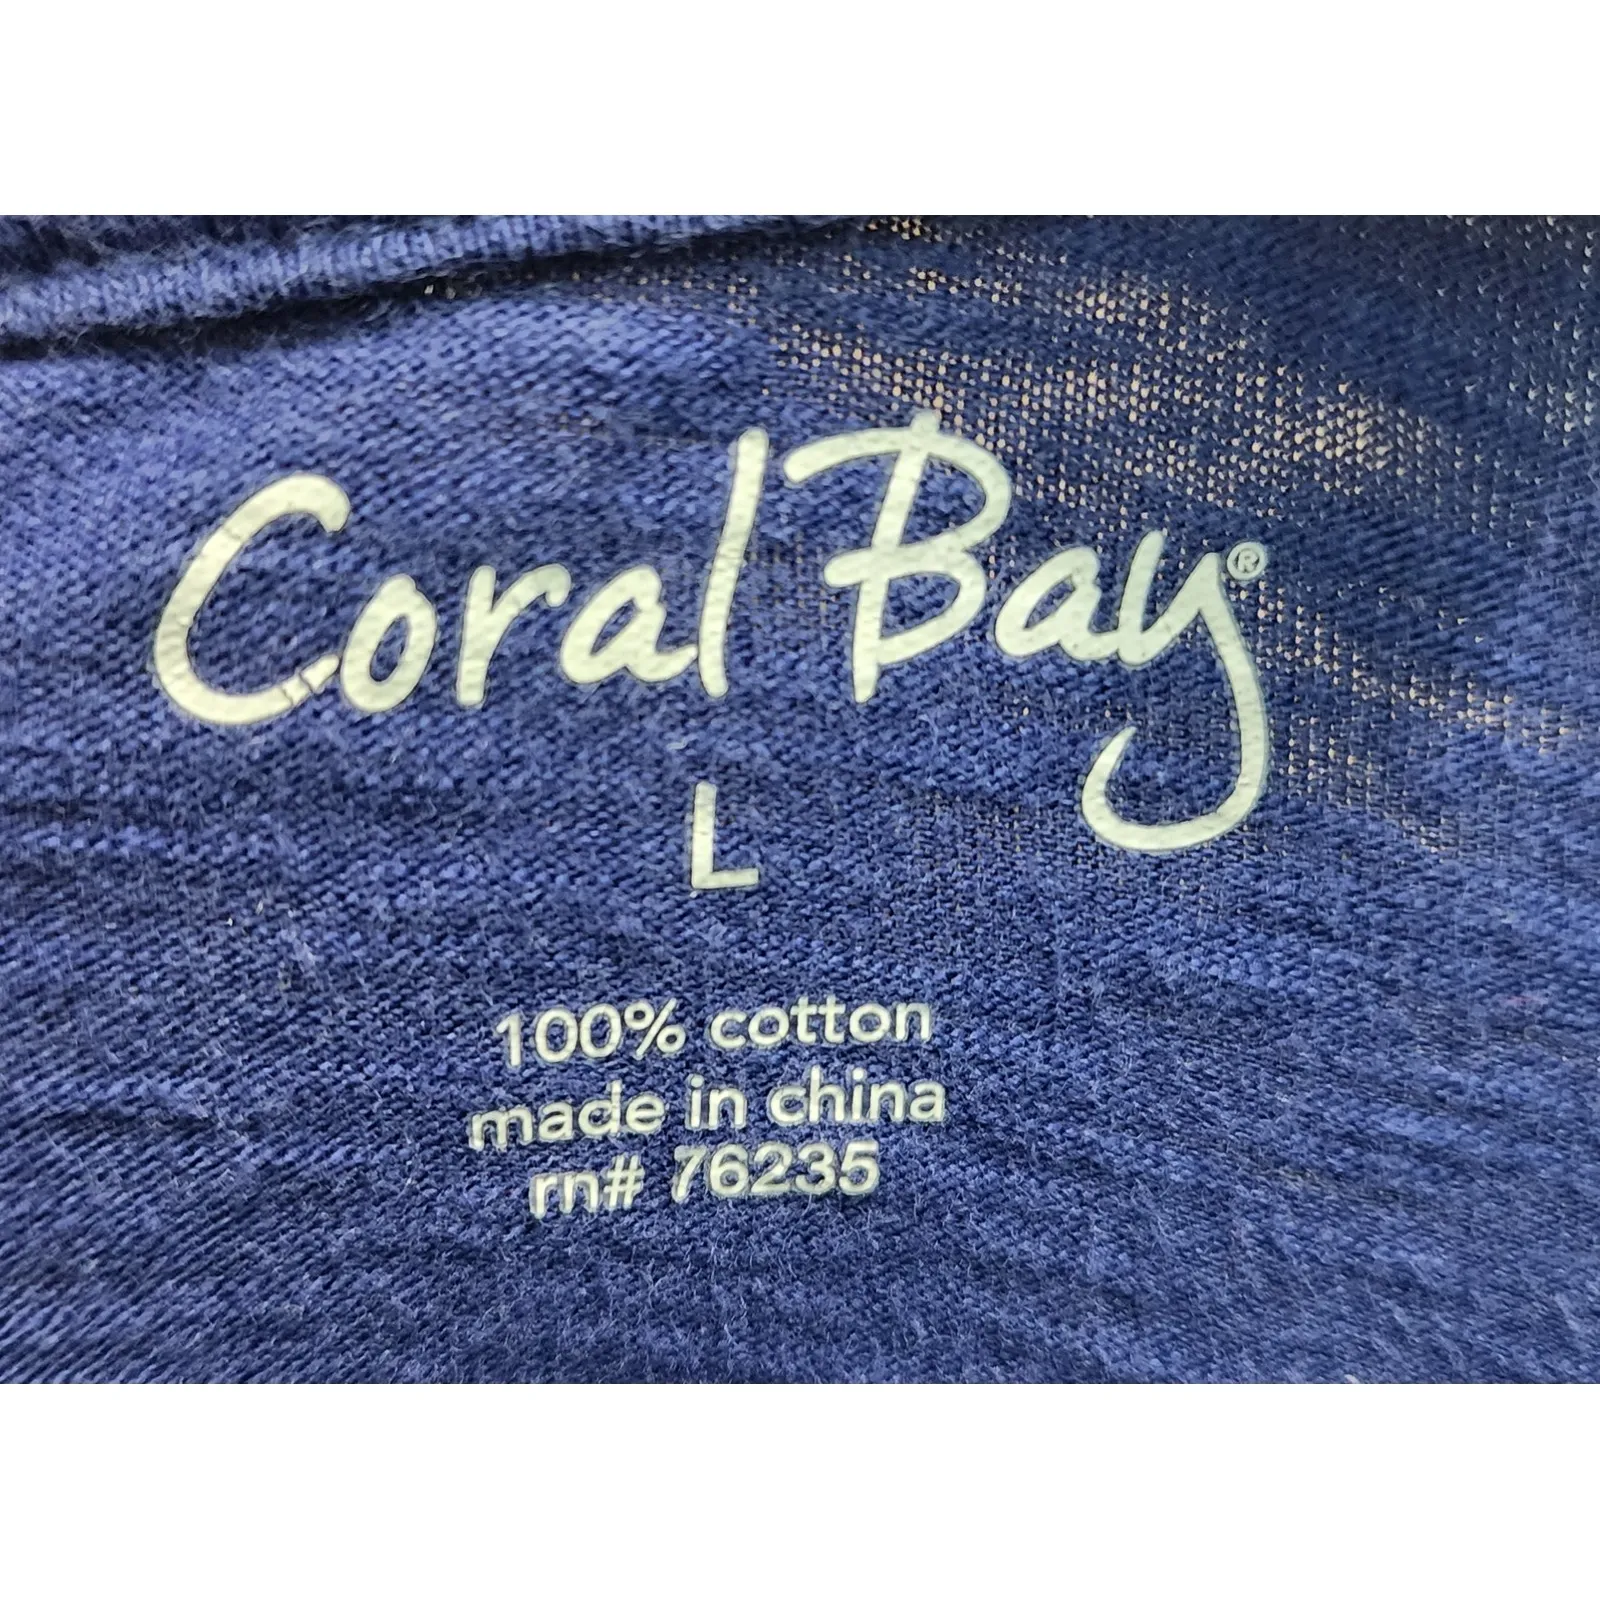 Coral Bay®
L
100% cotton
made in china
rn# 76235